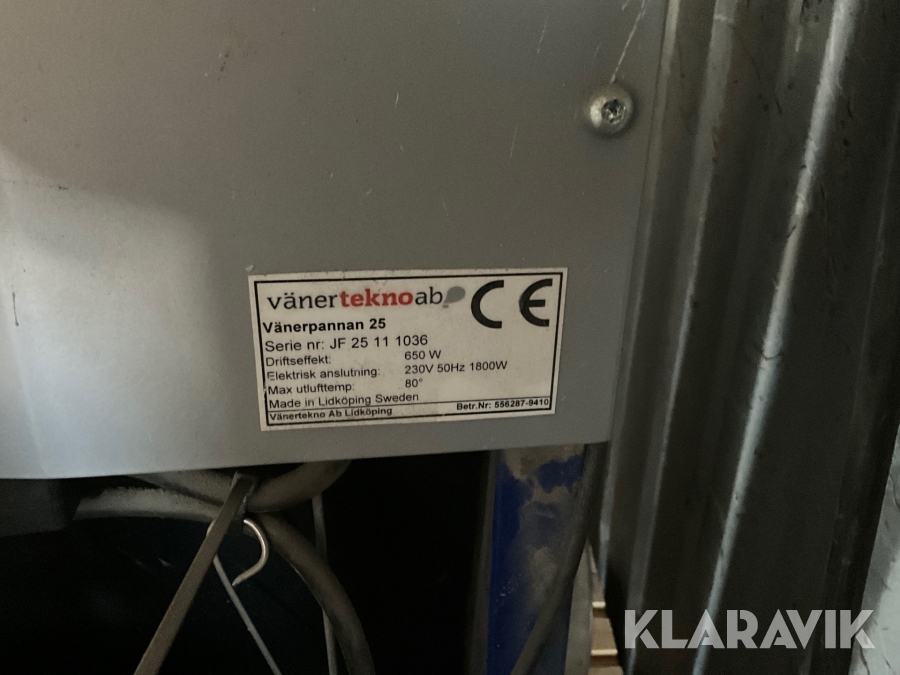 vänerteknoab CE
Vänerpannan 25
Serie nr: JF 25 11 1036
Driftseffekt: 650 W
Elektrisk anslutning: 230V 50Hz 1800W
Max utlufttemp: 80°
Made in Lidköping Sweden
Vänertekno Ab Lidköping Betr.Nr: 556287-9410
KLARAVIK